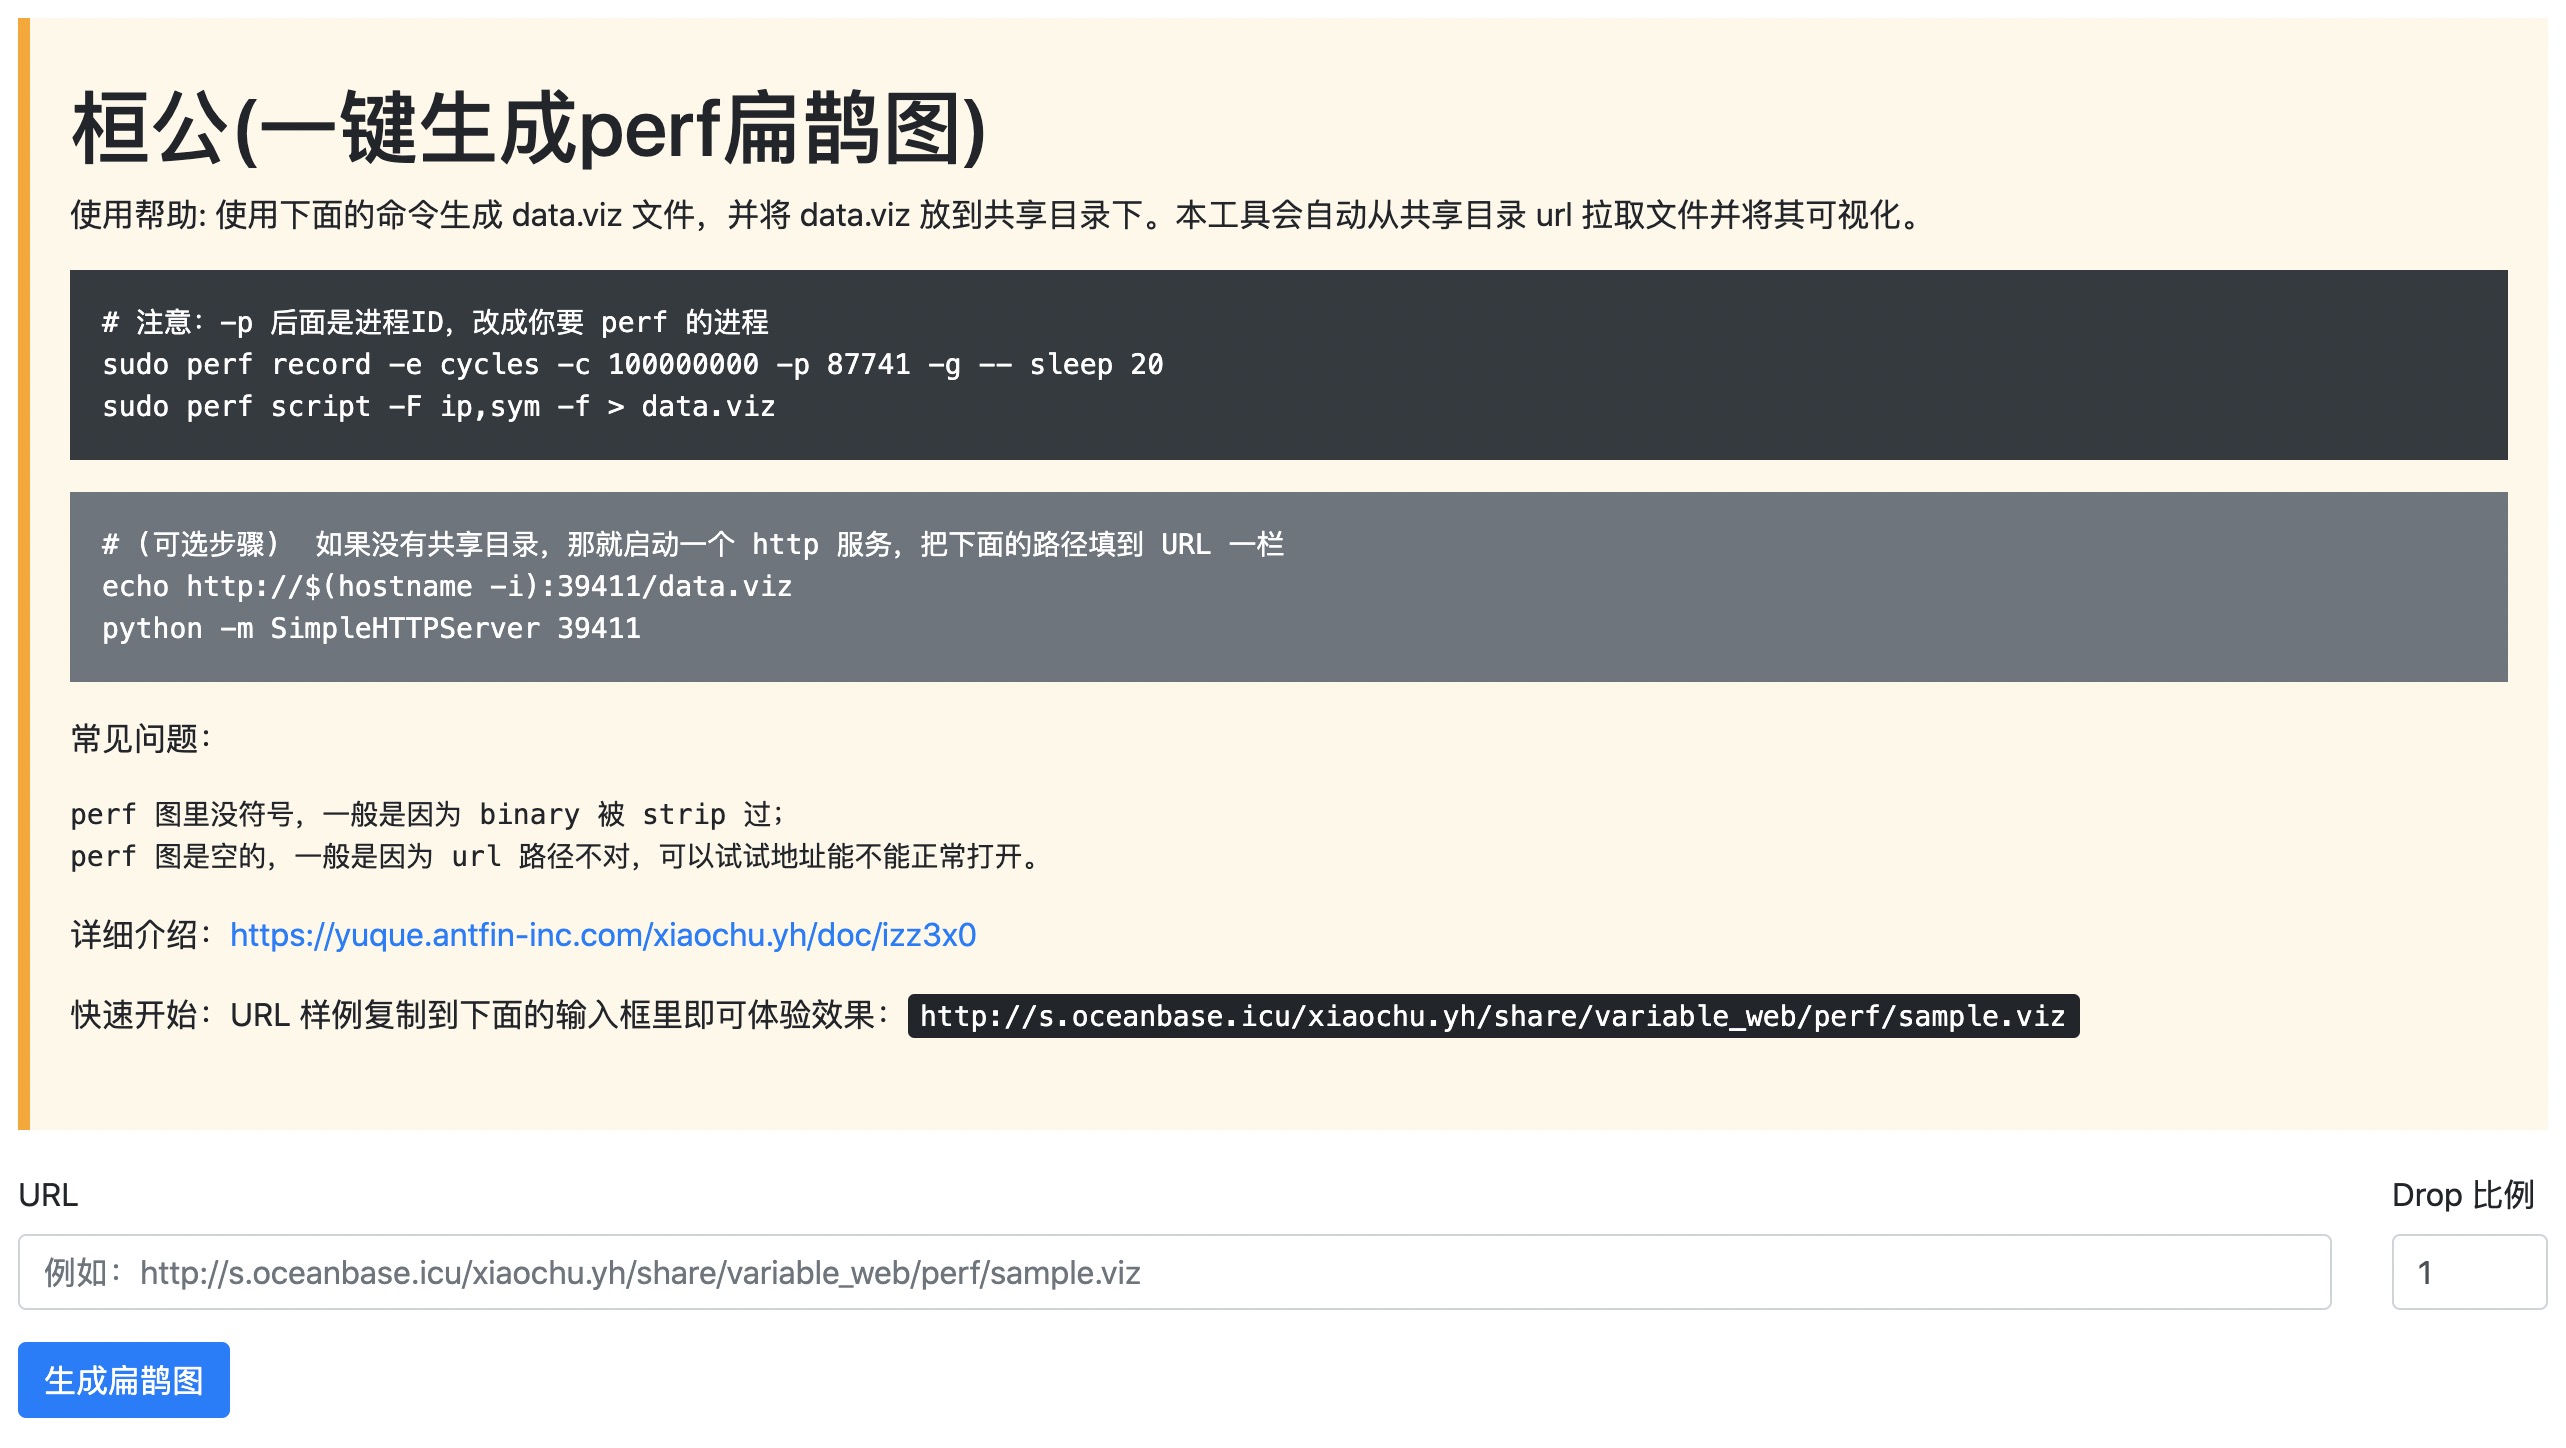 桓公(一键生成perf扁鹊图)
使用帮助: 使用下面的命令生成 data.viz 文件，并将 data.viz 放到共享目录下。本工具会自动从共享目录 url 拉取文件并将其可视化。
# 注意：-p 后面是进程ID，改成你要 perf 的进程
sudo perf record -e cycles -c 100000000 -p 87741 -g -- sleep 20
sudo perf script -F ip,sym -f > data.viz
# （可选步骤） 如果没有共享目录，那就启动一个 http 服务，把下面的路径填到 URL 一栏
echo http://$(hostname -i):39411/data.viz
python -m SimpleHTTPServer 39411
常见问题：
perf 图里没符号，一般是因为 binary 被 strip 过；
perf 图是空的，一般是因为 url 路径不对，可以试试地址能不能正常打开。
详细介绍：https://yuque.antfin-inc.com/xiaochu.yh/doc/izz3x0
快速开始：URL 样例复制到下面的输入框里即可体验效果：http://s.oceanbase.icu/xiaochu.yh/share/variable_web/perf/sample.viz
URL
Drop 比例
例如：http://s.oceanbase.icu/xiaochu.yh/share/variable_web/perf/sample.viz
1
生成扁鹊图